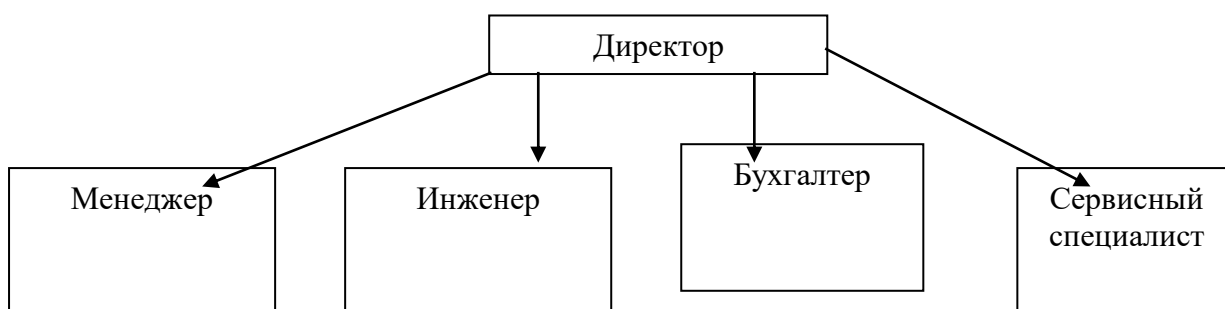 Директор
Менеджер
Инженер
Бухгалтер
Сервисный
специалист